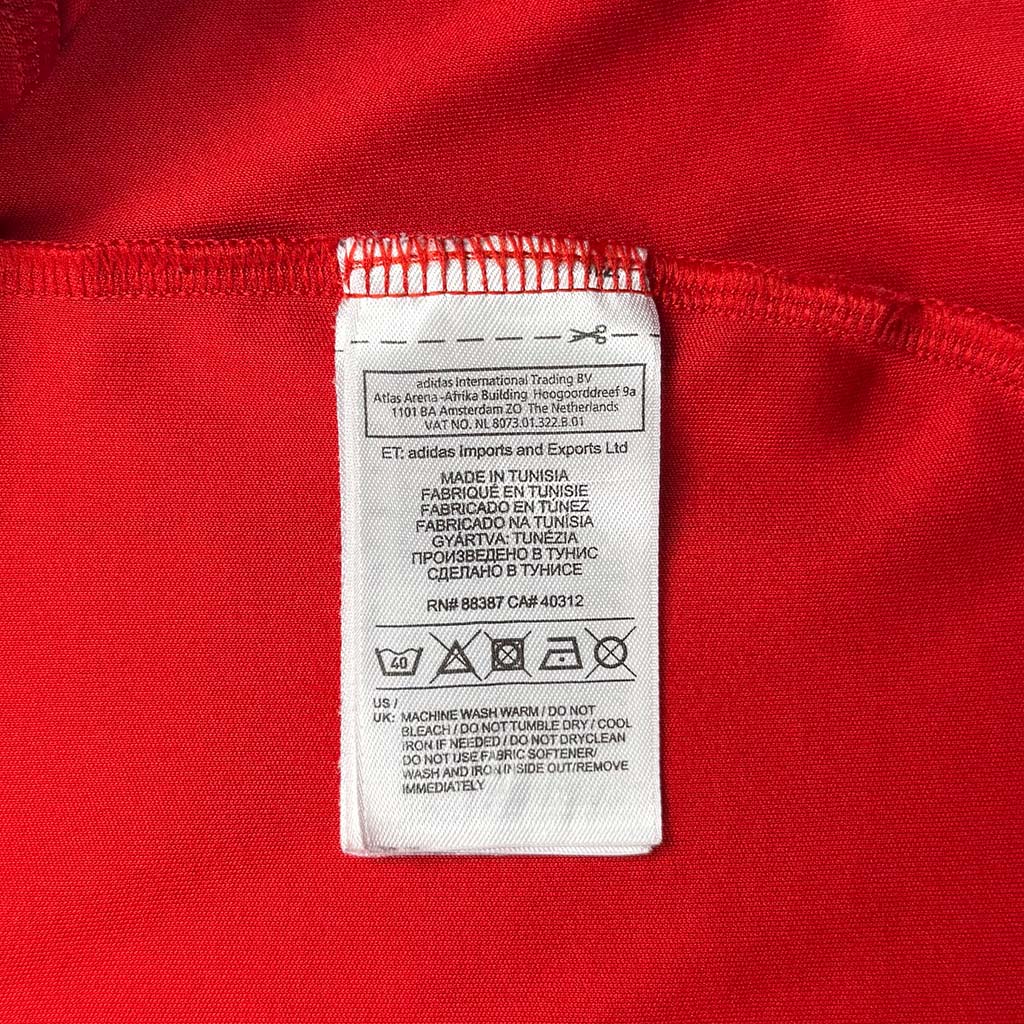 adidas International Trading BV
Atlas Arena-Afrika Building Hoogoorddreef 9a
1101 BA Amsterdam ZO The Netherlands
VAT NO. NL 8073.01.322.B.01
ET: adidas Imports and Exports Ltd
MADE IN TUNISIA
FABRIQUÉ EN TUNISIE
FABRICADO EN TÚNEZ
FABRICADO NA TUNÍSIA
GYÁRTVA: TUNÉZIA
ПРОИЗВЕДЕНО В ТУНИС
СДЕЛАНО В ТУНИСЕ
RN# 88387 CA# 40312
40
US /
UK: MACHINE WASH WARM / DO NOT
BLEACH / DO NOT TUMBLE DRY / COOL
IRON IF NEEDED / DO NOT DRYCLEAN
DO NOT USE FABRIC SOFTENER/
WASH AND IRON INSIDE OUT/REMOVE
IMMEDIATELY